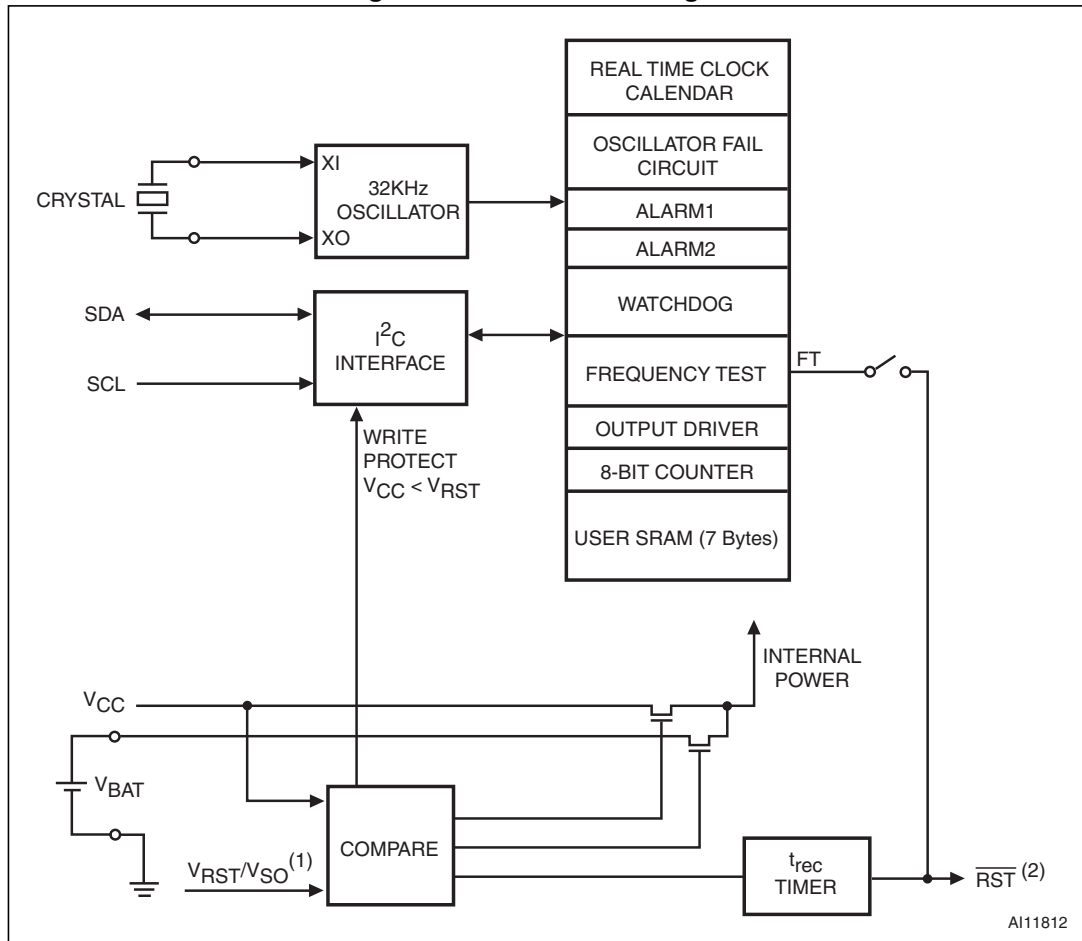 REAL TIME CLOCK
CALENDAR
OSCILLATOR FAIL
CIRCUIT
ALARM1
ALARM2
WATCHDOG
FREQUENCY TEST
OUTPUT DRIVER
8-BIT COUNTER
USER SRAM (7 Bytes)
CRYSTAL
XI
32KHz
OSCILLATOR
XO
SDA
SCL
I2C
INTERFACE
FT
WRITE
PROTECT
VCC < VRST
INTERNAL
POWER
VCC
VBAT
VRST/VSO(1)
COMPARE
trec
TIMER
RST (2)
AI11812